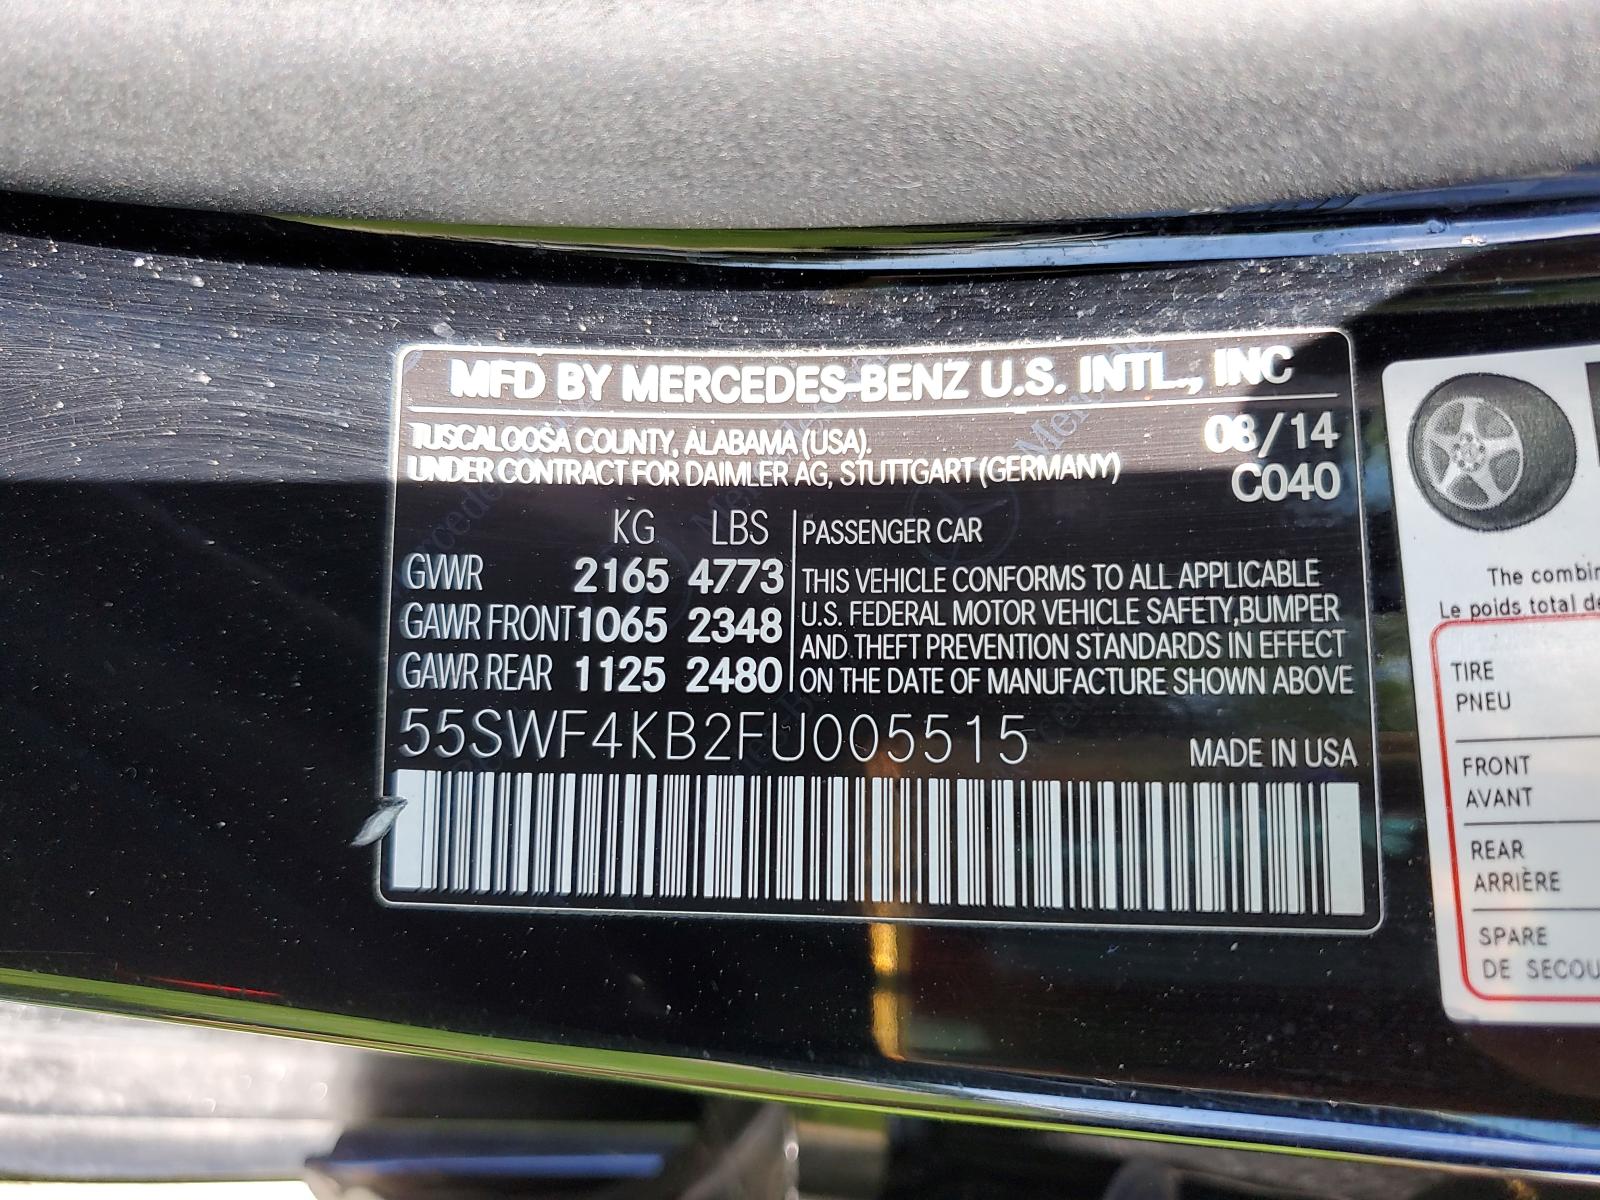 MFD BY MERCEDES-BENZ U.S. INTL., INC
TUSCALOOSA COUNTY, ALABAMA (USA). 08/14
UNDER CONTRACT FOR DAIMLER AG, STUTTGART (GERMANY) C040
KG LBS
GVWR 2165 4773
GAWR FRONT 1065 2348
GAWR REAR 1125 2480
PASSENGER CAR
THIS VEHICLE CONFORMS TO ALL APPLICABLE
U.S. FEDERAL MOTOR VEHICLE SAFETY,BUMPER
AND THEFT PREVENTION STANDARDS IN EFFECT
ON THE DATE OF MANUFACTURE SHOWN ABOVE
55SWF4KB2FU005515
MADE IN USA
The combin
Le poids total de
TIRE
PNEU
FRONT
AVANT
REAR
ARRIÈRE
SPARE
DE SECOU